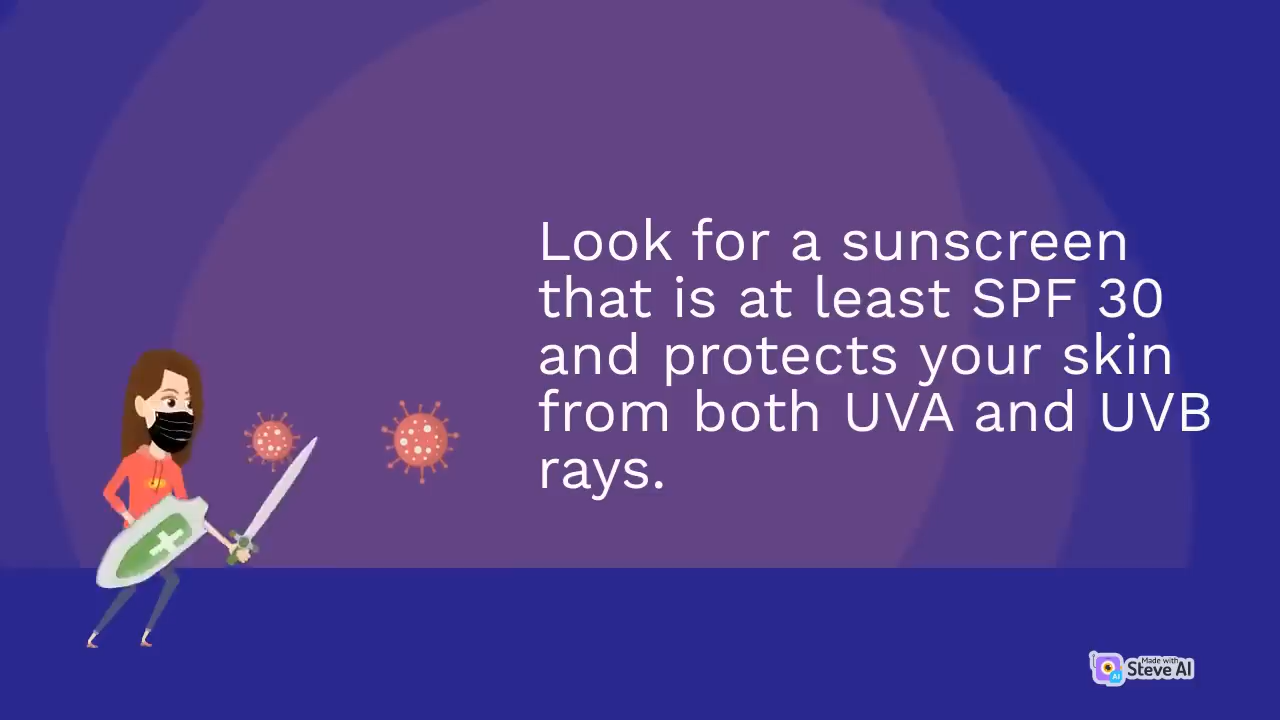 Look for a sunscreen
that is at least SPF 30
and protects your skin
from both UVA and UVB
rays.
Made with
Steve AI
AI